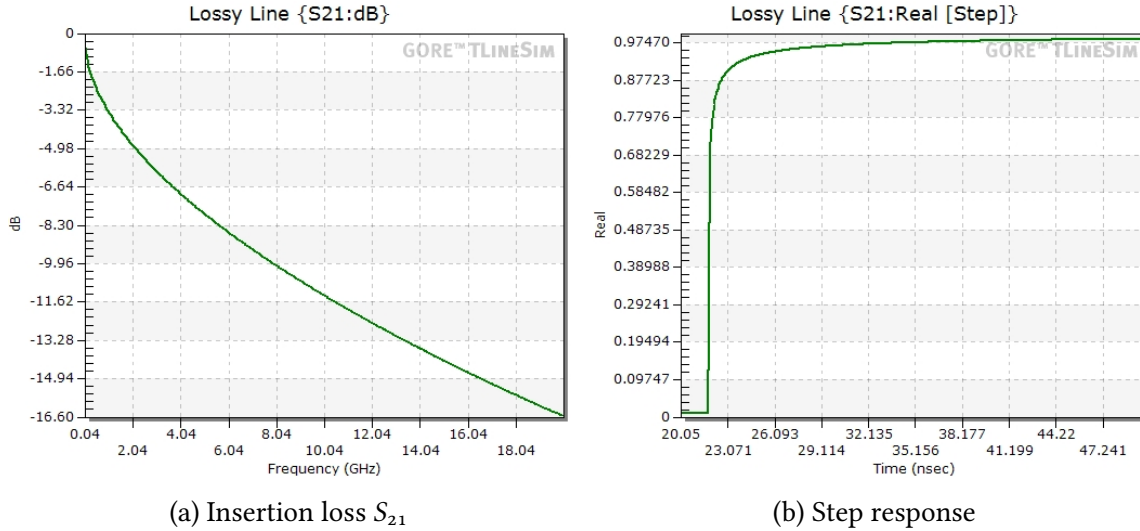 Lossy Line {S21:dB}
GORE™ TLINESIM
0
-1.66
-3.32
-4.98
-6.64
-8.30
-9.96
-11.62
-13.28
-14.94
-16.60
dB
0.04 4.04 8.04 12.04 16.04
2.04 6.04 10.04 14.04 18.04
Frequency (GHz)
(a) Insertion loss S₂₁
Lossy Line {S21:Real [Step]}
GORE™ TLINESIM
0.97470
0.87723
0.77976
0.68229
0.58482
0.48735
0.38988
0.29241
0.19494
0.09747
0
Real
20.05 26.093 32.135 38.177 44.22
23.071 29.114 35.156 41.199 47.241
Time (nsec)
(b) Step response